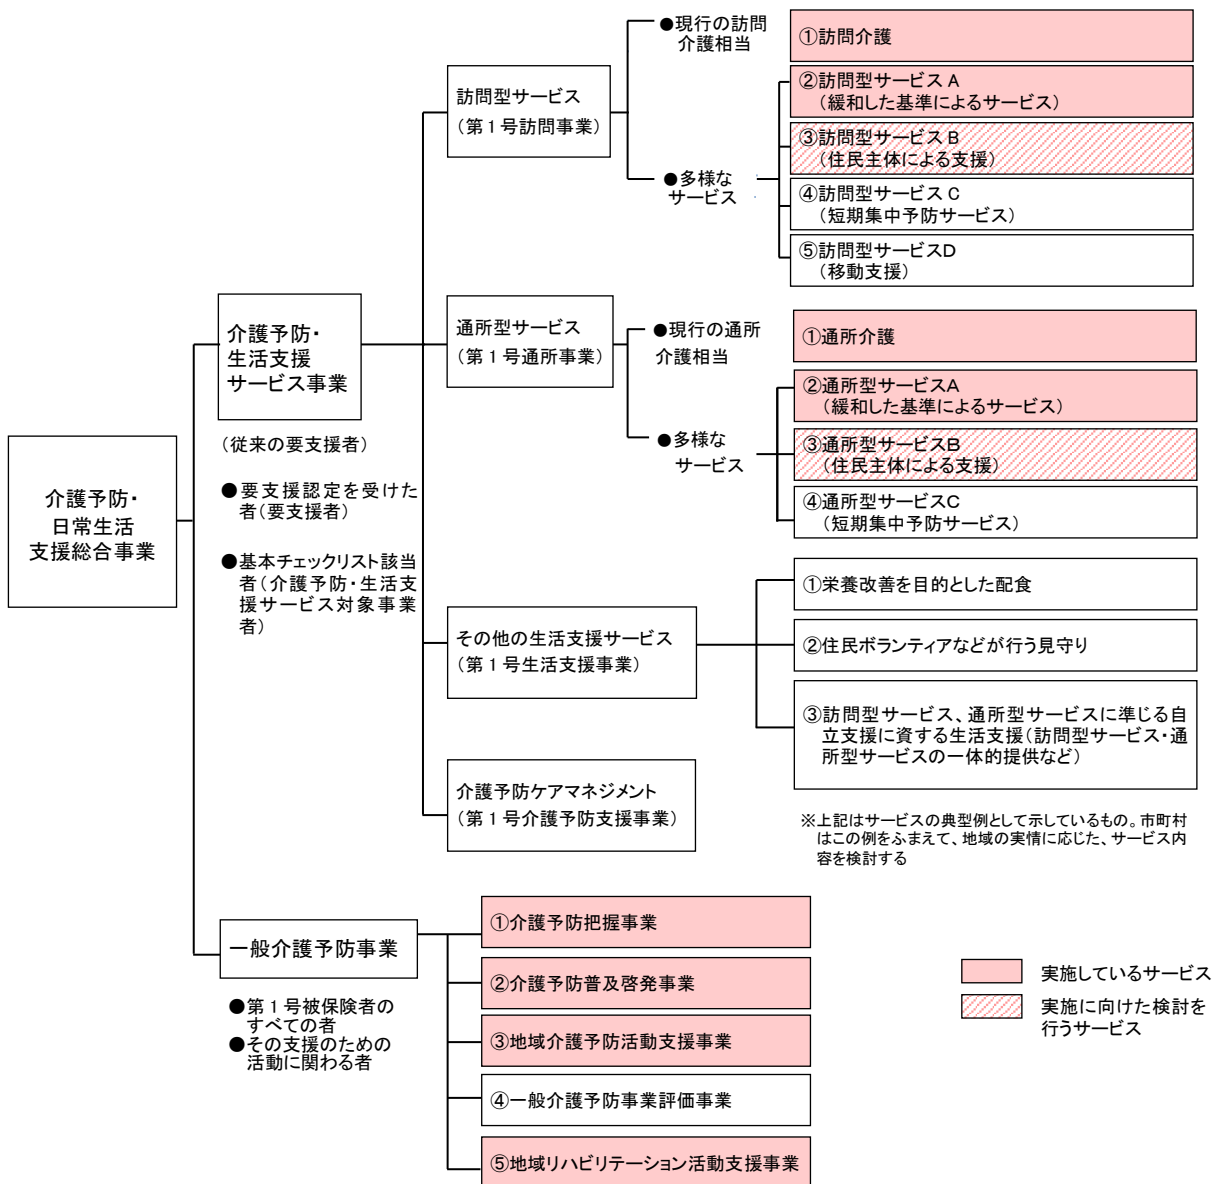 介護予防・
日常生活
支援総合事業
介護予防・
生活支援
サービス事業
(従来の要支援者)
●要支援認定を受けた
者(要支援者)
●基本チェックリスト該当
者(介護予防・生活支
援サービス対象事業
者)
訪問型サービス
(第1号訪問事業)
●現行の訪問
介護相当
①訪問介護
●多様な
サービス
②訪問型サービスA
(緩和した基準によるサービス)
③訪問型サービスB
(住民主体による支援)
④訪問型サービスC
(短期集中予防サービス)
⑤訪問型サービスD
(移動支援)
通所型サービス
(第1号通所事業)
●現行の通所
介護相当
①通所介護
●多様な
サービス
②通所型サービスA
(緩和した基準によるサービス)
③通所型サービスB
(住民主体による支援)
④通所型サービスC
(短期集中予防サービス)
その他の生活支援サービス
(第1号生活支援事業)
①栄養改善を目的とした配食
②住民ボランティアなどが行う見守り
③訪問型サービス、通所型サービスに準じる自
立支援に資する生活支援(訪問型サービス・通
所型サービスの一体的提供など)
介護予防ケアマネジメント
(第1号介護予防支援事業)
※上記はサービスの典型例として示しているもの。市町村
はこの例をふまえて、地域の実情に応じた、サービス内
容を検討する
一般介護予防事業
●第1号被保険者の
すべての者
●その支援のための
活動に関わる者
①介護予防把握事業
②介護予防普及啓発事業
③地域介護予防活動支援事業
④一般介護予防事業評価事業
⑤地域リハビリテーション活動支援事業
実施しているサービス
実施に向けた検討を
行うサービス